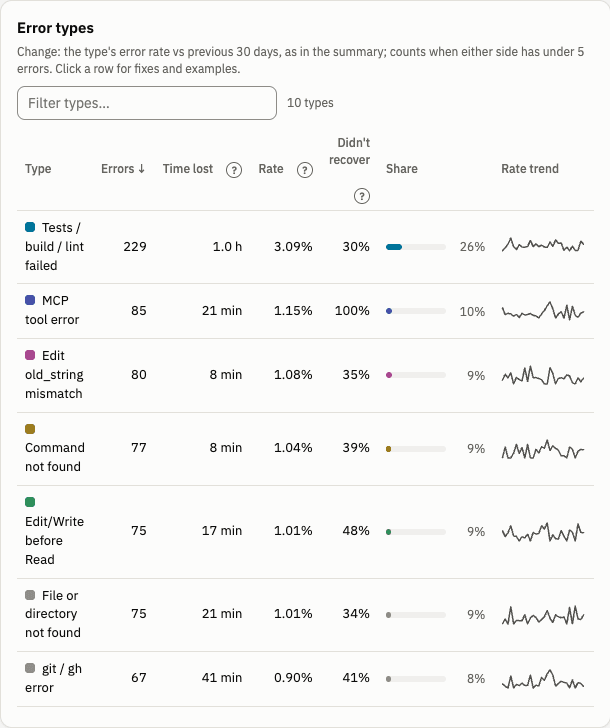 Error types
Change: the type's error rate vs previous 30 days, as in the summary; counts when either side has under 5
errors. Click a row for fixes and examples.
Filter types... 10 types
Type Errors ↓ Time lost ? Rate ? Didn't recover ? Share Rate trend
Tests / build / lint failed 229 1.0 h 3.09% 30% 26%
MCP tool error 85 21 min 1.15% 100% 10%
Edit old_string mismatch 80 8 min 1.08% 35% 9%
Command not found 77 8 min 1.04% 39% 9%
Edit/Write before Read 75 17 min 1.01% 48% 9%
File or directory not found 75 21 min 1.01% 34% 9%
git / gh error 67 41 min 0.90% 41% 8%